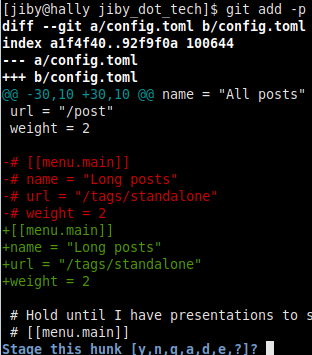 [jiby@hally jiby_dot_tech]$ git add -p
diff --git a/config.toml b/config.toml
index a1f4f40..92f9f0a 100644
--- a/config.toml
+++ b/config.toml
@@ -30,10 +30,10 @@ name = "All posts"
 url = "/post"
 weight = 2

-# [[menu.main]]
-# name = "Long posts"
-# url = "/tags/standalone"
-# weight = 2
+[[menu.main]]
+name = "Long posts"
+url = "/tags/standalone"
+weight = 2

 # Hold until I have presentations to s
 # [[menu.main]]
Stage this hunk [y,n,q,a,d,e,?]?